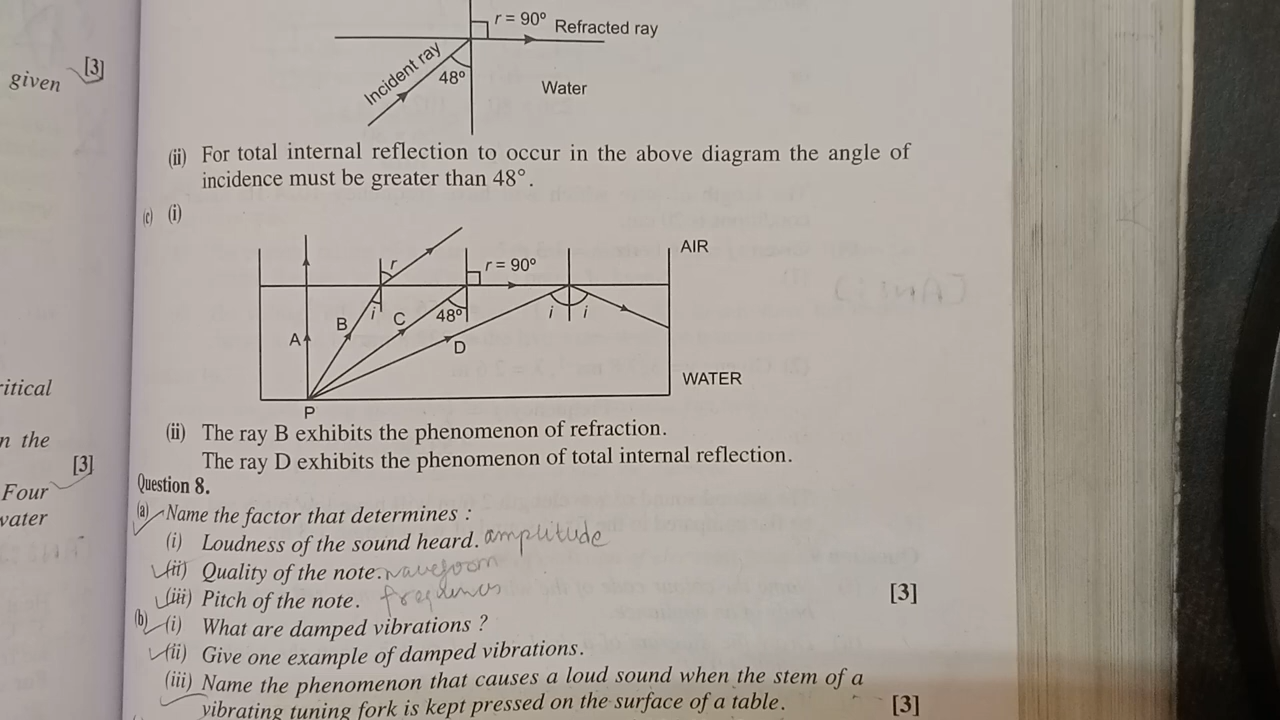 given [3]
ritical
n the
[3]
Four
vater
r = 90° Refracted ray
Incident ray
48°
Water
(ii) For total internal reflection to occur in the above diagram the angle of
incidence must be greater than 48°.
(c) (i)
AIR
r
r = 90°
i
48°
i i
A
B
C
D
WATER
P
(ii) The ray B exhibits the phenomenon of refraction.
The ray D exhibits the phenomenon of total internal reflection.
Question 8.
(a) Name the factor that determines :
(i) Loudness of the sound heard. amplitude
(ii) Quality of the note. waveform
(iii) Pitch of the note. [3]
(b) (i) What are damped vibrations ?
(ii) Give one example of damped vibrations.
(iii) Name the phenomenon that causes a loud sound when the stem of a
vibrating tuning fork is kept pressed on the surface of a table. [3]